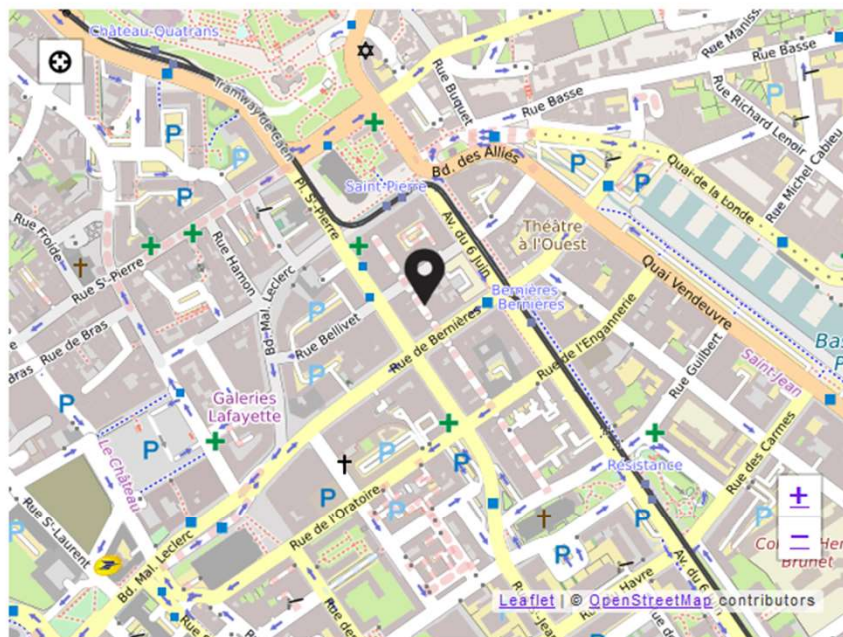 Château-Quatrans
Tramway de Caen
Rue Buquet
Rue Basse
Rue Basse
Rue Richard Lenoir
Rue Michel Cabieu
Bd. des Alliés
Quai de la Londe
Saint-Pierre
Pl. St-Pierre
Av. du 6 Juin
Théâtre
à l'Ouest
Quai Vendeuvre
Rue Froide
Rue St-Pierre
Rue Hamon
Bd Mal. Leclerc
Rue Bellivet
Rue de Bernières
Bernières
Bernières
Rue de l'Engannerie
Rue de Bras
Bras
Rue Guilbert
Saint-Jean
Bas
P
P
P
P
P
P
P
P
P
P
P
P
P
P
Galeries
Lafayette
Le Château
Résistance
Rue des Carmes
Rue St-Laurent
Bd. Mal. Leclerc
Rue de l'Oratoire
Havre
Av. du 6
Brunet
+
−
Leaflet | © OpenStreetMap contributors